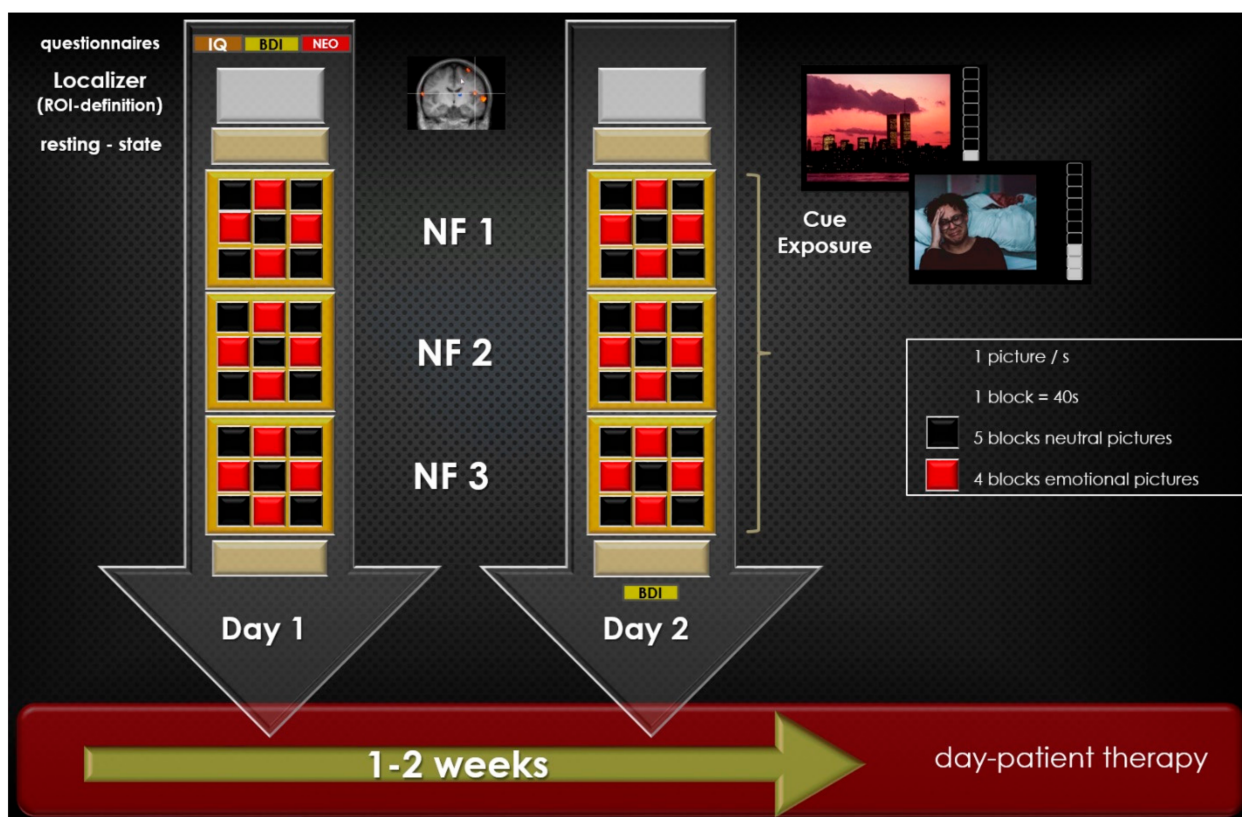 questionnaires
IQ BDI NEO
Localizer
(ROI-definition)
resting - state
NF 1
NF 2
NF 3
Cue
Exposure
1 picture / s
1 block = 40s
5 blocks neutral pictures
4 blocks emotional pictures
BDI
Day 1
Day 2
1-2 weeks
day-patient therapy